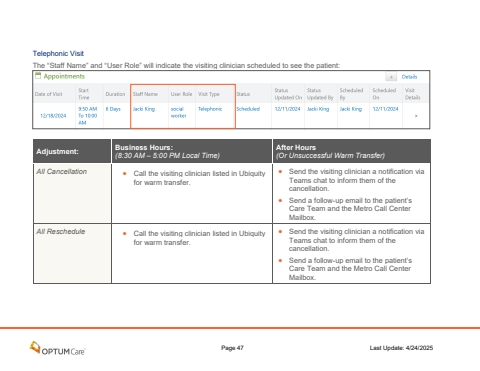 Telephonic Visit
The “Staff Name” and “User Role” will indicate the visiting clinician scheduled to see the patient:
Appointments
Details
Date of Visit Start Time Duration Staff Name User Role Visit Type Status Status Updated On Status Updated By Scheduled By Scheduled On Visit Details
12/18/2024 9:50 AM To 10:00 AM 8 Days Jacki King social worker Telephonic Scheduled 12/11/2024 Jacki King Jacki King 12/11/2024
Adjustment:
Business Hours:
(8:30 AM – 5:00 PM Local Time)
After Hours
(Or Unsuccessful Warm Transfer)
All Cancellation
• Call the visiting clinician listed in Ubiquity
for warm transfer.
• Send the visiting clinician a notification via
Teams chat to inform them of the
cancellation.
• Send a follow-up email to the patient’s
Care Team and the Metro Call Center
Mailbox.
All Reschedule
• Call the visiting clinician listed in Ubiquity
for warm transfer.
• Send the visiting clinician a notification via
Teams chat to inform them of the
cancellation.
• Send a follow-up email to the patient’s
Care Team and the Metro Call Center
Mailbox.
OPTUMCare
Page 47
Last Update: 4/24/2025